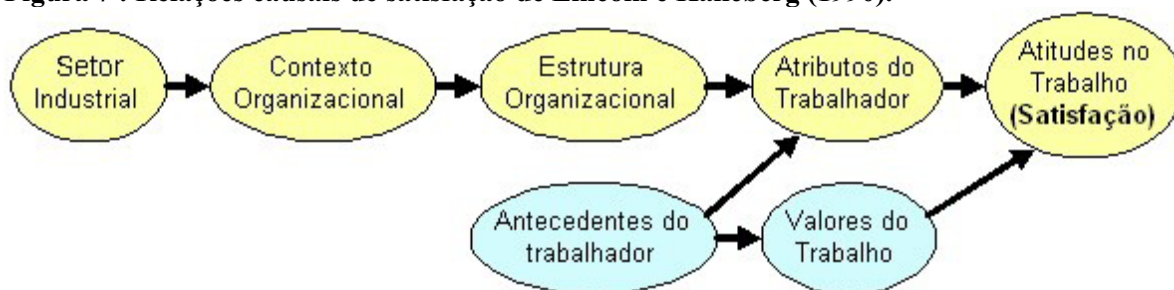 Setor
Industrial
Contexto
Organizacional
Estrutura
Organizacional
Atributos do
Trabalhador
Atitudes no
Trabalho
(Satisfação)
Antecedentes do
trabalhador
Valores do
Trabalho